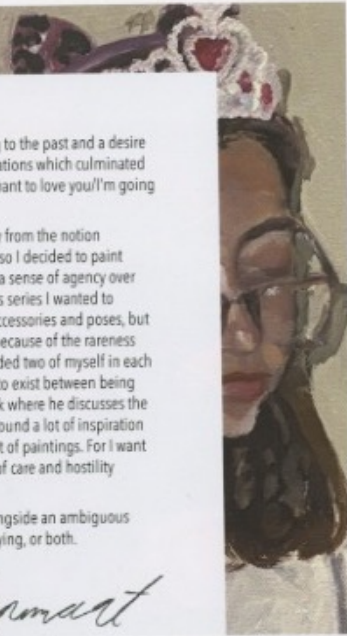 to the past and a desire
ations which culminated
want to love you/I'm going
from the notion
so I decided to paint
a sense of agency over
s series I wanted to
ccessories and poses, but
because of the rareness
ded two of myself in each
to exist between being
k where he discusses the
ound a lot of inspiration
t of paintings. For I want
of care and hostility
ngside an ambiguous
ying, or both.